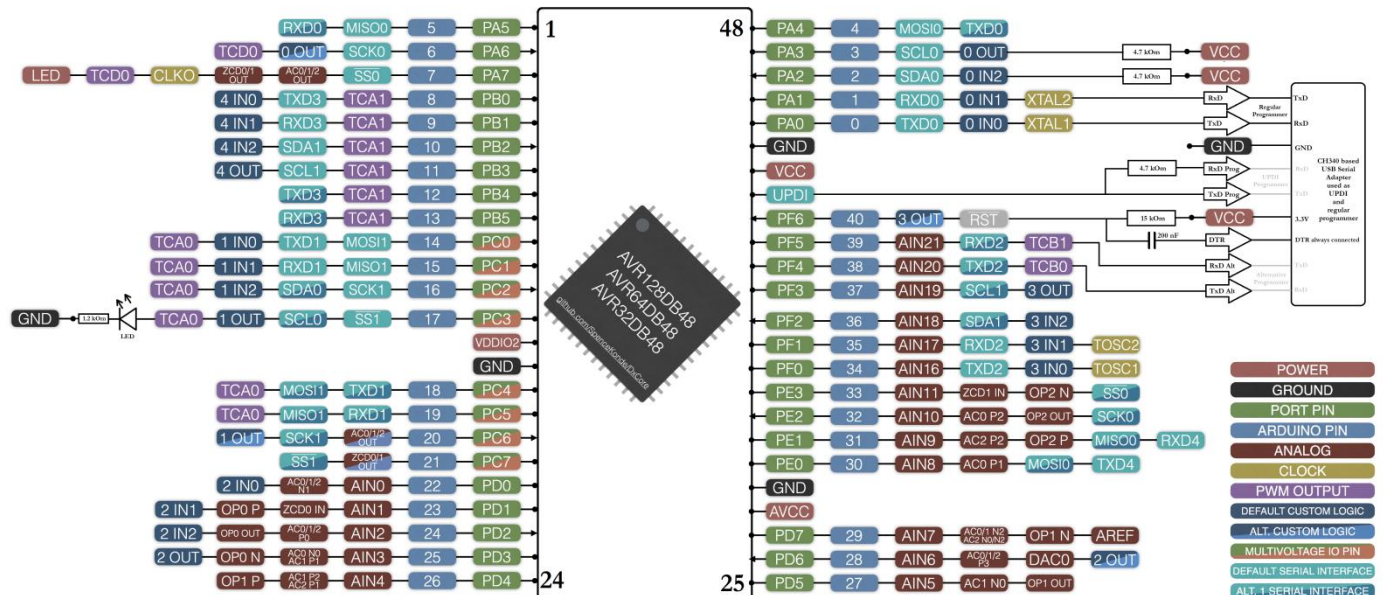 RXD0 MISO0 5 PA5 1 48 PA4 4 MOSI0 TXD0
TCD0 0 OUT SCK0 6 PA6 PA3 3 SCL0 0 OUT 4.7 kOm VCC
LED TCD0 CLKO ZCD0/1 OUT AC0/1/2 OUT SS0 7 PA7 PA2 2 SDA0 0 IN2 4.7 kOm VCC
4 IN0 TXD3 TCA1 8 PB0 PA1 1 RXD0 0 IN1 XTAL2 RxD TxD
Regular Programmer
4 IN1 RXD3 TCA1 9 PB1 PA0 0 TXD0 0 IN0 XTAL1 TxD RxD
4 IN2 SDA1 TCA1 10 PB2 GND GND GND
4 OUT SCL1 TCA1 11 PB3 VCC 4.7 kOm RxD Prog RxD
UPDI Programmer
TXD3 TCA1 12 PB4 UPDI TxD Prog TxD
CH340 based
USB Serial
Adapter
used as
UPDI
and
regular
programmer
RXD3 TCA1 13 PB5 PF6 40 3 OUT RST 15 kOm VCC 3.3V
TCA0 1 IN0 TXD1 MOSI1 14 PC0 PF5 39 AIN21 RXD2 TCB1 200 nF DTR DTR always connected
TCA0 1 IN1 RXD1 MISO1 15 PC1 PF4 38 AIN20 TXD2 TCB0 RxD Alt TxD
Alternative Programmer
TCA0 1 IN2 SDA0 SCK1 16 PC2 PF3 37 AIN19 SCL1 3 OUT TxD Alt RxD
GND 1.2 kOm LED TCA0 1 OUT SCL0 SS1 17 PC3 PF2 36 AIN18 SDA1 3 IN2
VDDIO2 PF1 35 AIN17 RXD2 3 IN1 TOSC2
GND PF0 34 AIN16 TXD2 3 IN0 TOSC1
TCA0 MOSI1 TXD1 18 PC4 PE3 33 AIN11 ZCD1 IN OP2 N SS0
TCA0 MISO1 RXD1 19 PC5 PE2 32 AIN10 AC0 P2 OP2 OUT SCK0
1 OUT SCK1 AC0/1/2 OUT 20 PC6 PE1 31 AIN9 AC2 P2 OP2 P MISO0 RXD4
SS1 ZCD0/1 OUT 21 PC7 PE0 30 AIN8 AC0 P1 MOSI0 TXD4
2 IN0 AC0/1/2 N1 AIN0 22 PD0 GND
2 IN1 OP0 P ZCD0 IN AIN1 23 PD1 AVCC
2 IN2 OP0 OUT AC0/1/2 P0 AIN2 24 PD2 PD7 29 AIN7 AC0/1 N2 AC2 N0/N2 OP1 N AREF
2 OUT OP0 N AC0 N0 AC1 P1 AIN3 25 PD3 PD6 28 AIN6 AC0/1/2 P3 DAC0 2 OUT
OP1 P AC1 P2 AC2 P1 AIN4 26 PD4 24 25 PD5 27 AIN5 AC1 N0 OP1 OUT
AVR128DB48
AVR64DB48
AVR32DB48
github.com/SpenceKonde/DxCore
POWER
GROUND
PORT PIN
ARDUINO PIN
ANALOG
CLOCK
PWM OUTPUT
DEFAULT CUSTOM LOGIC
ALT. CUSTOM LOGIC
MULTIVOLTAGE IO PIN
DEFAULT SERIAL INTERFACE
ALT. 1 SERIAL INTERFACE